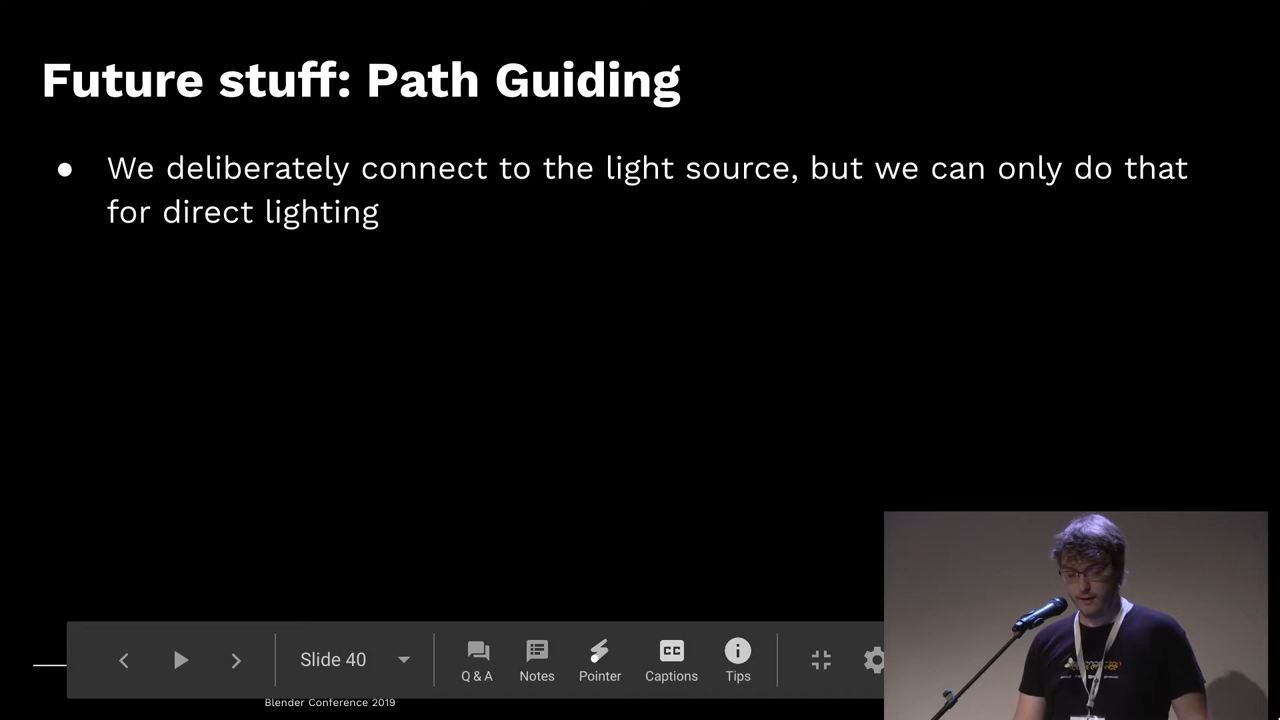 Future stuff: Path Guiding
● We deliberately connect to the light source, but we can only do that
for direct lighting
Slide 40
Q & A
Notes
Pointer
CC
Captions
Tips
Blender Conference 2019